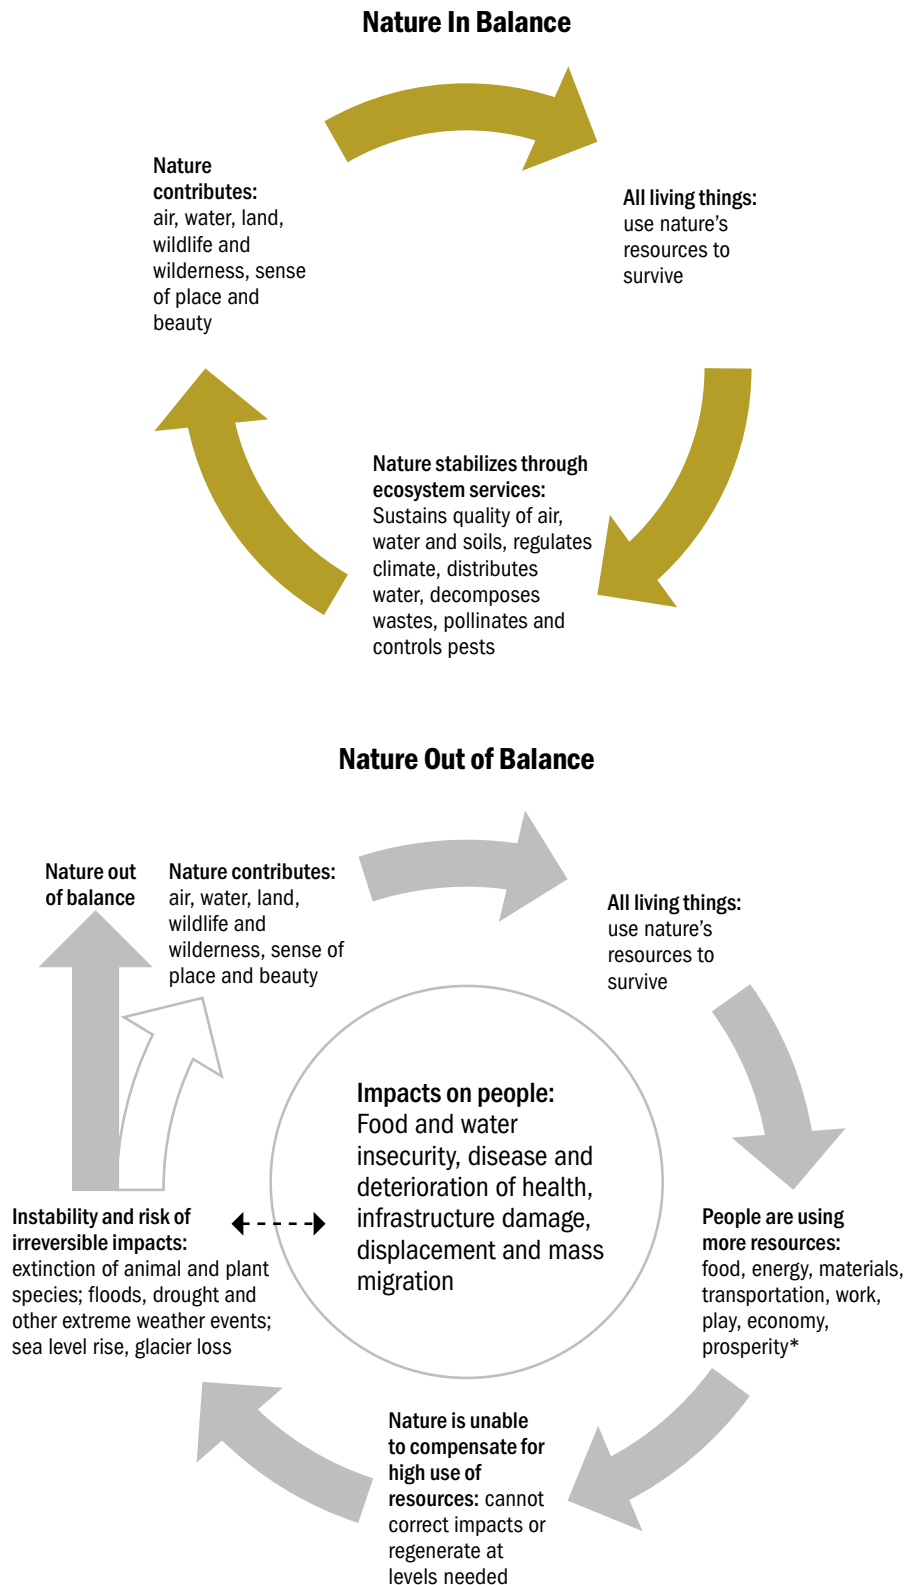 Nature In Balance
Nature
contributes:
air, water, land,
wildlife and
wilderness, sense
of place and
beauty
All living things:
use nature's
resources to
survive
Nature stabilizes through
ecosystem services:
Sustains quality of air,
water and soils, regulates
climate, distributes
water, decomposes
wastes, pollinates and
controls pests
Nature Out of Balance
Nature out
of balance
Nature contributes:
air, water, land,
wildlife and
wilderness, sense of
place and beauty
All living things:
use nature's
resources to
survive
Impacts on people:
Food and water
insecurity, disease and
deterioration of health,
infrastructure damage,
displacement and mass
migration
Instability and risk of
irreversible impacts:
extinction of animal and plant
species; floods, drought and
other extreme weather events;
sea level rise, glacier loss
People are using
more resources:
food, energy, materials,
transportation, work,
play, economy,
prosperity*
Nature is unable
to compensate for
high use of
resources: cannot
correct impacts or
regenerate at
levels needed